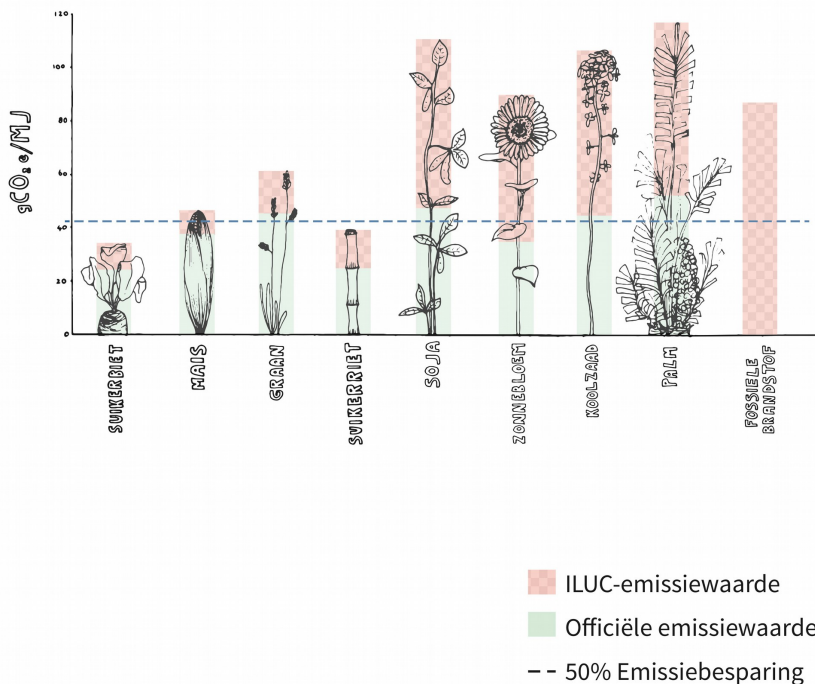 120
100
80
60
40
20
0
gCO₂e/MJ
SUIKERBIET
MAIS
GRAAN
SUIKERRIET
SOJA
ZONNEBLOEM
KOOLZAAD
PALM
FOSSIELE
BRANDSTOF
ILUC-emissiewaarde
Officiële emissiewaarde
50% Emissiebesparing